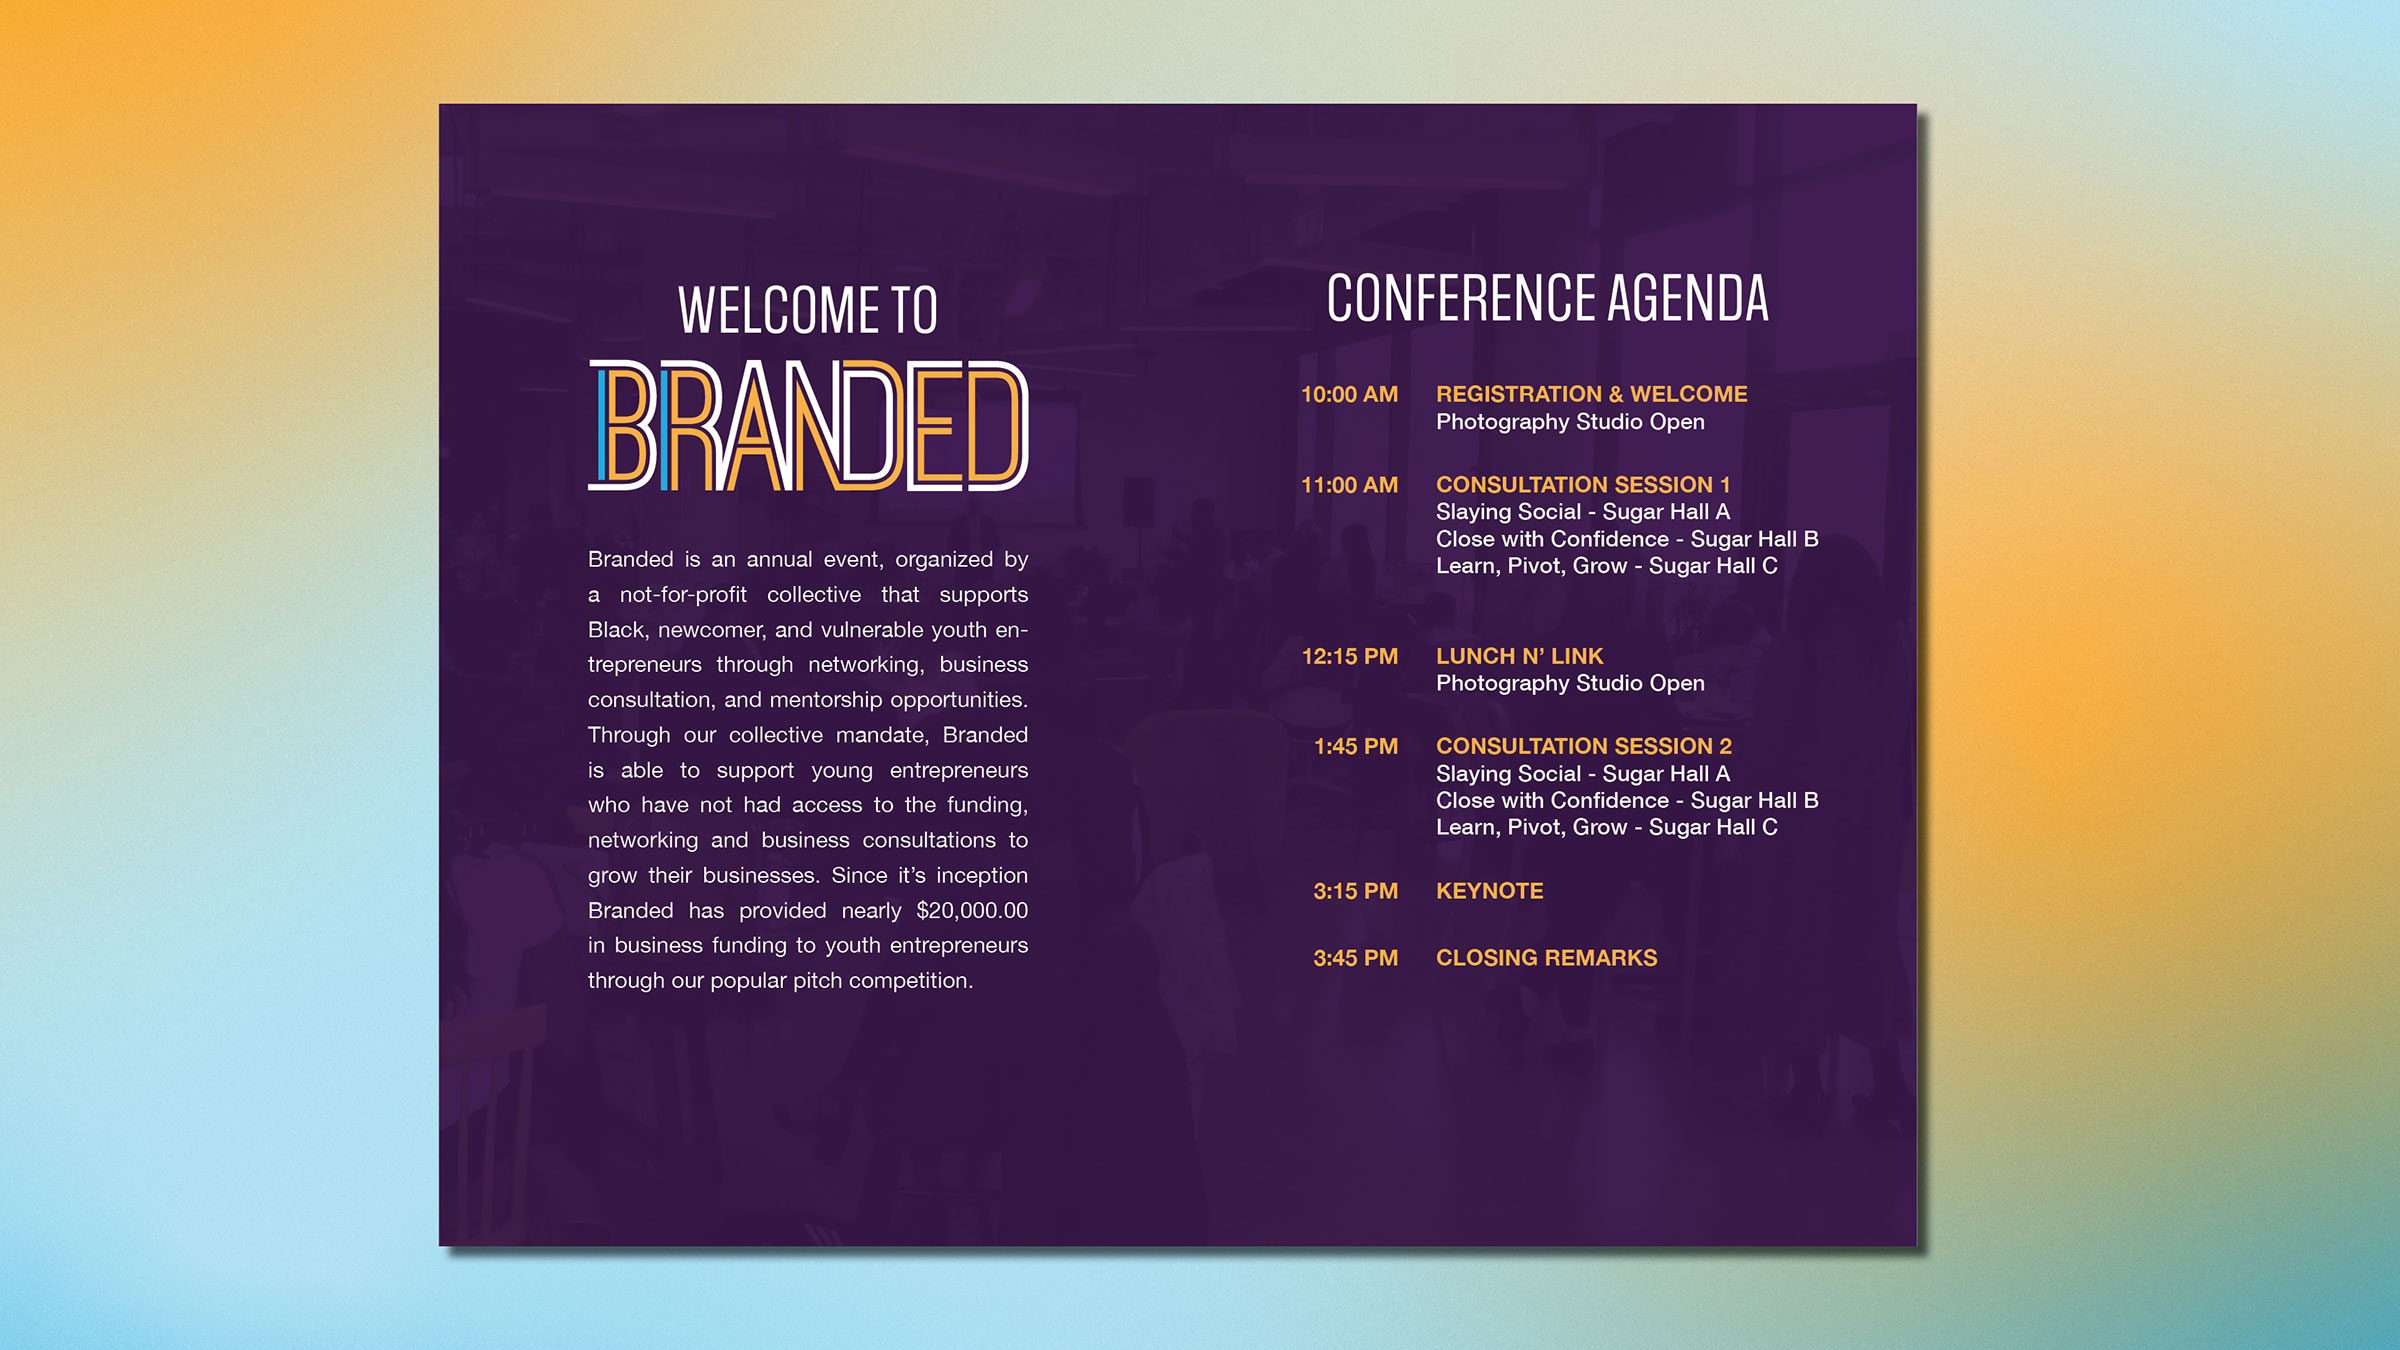 WELCOME TO
BRANDED
Branded is an annual event, organized by
a not-for-profit collective that supports
Black, newcomer, and vulnerable youth en-
trepreneurs through networking, business
consultation, and mentorship opportunities.
Through our collective mandate, Branded
is able to support young entrepreneurs
who have not had access to the funding,
networking and business consultations to
grow their businesses. Since it’s inception
Branded has provided nearly $20,000.00
in business funding to youth entrepreneurs
through our popular pitch competition.
CONFERENCE AGENDA
10:00 AM REGISTRATION & WELCOME
Photography Studio Open
11:00 AM CONSULTATION SESSION 1
Slaying Social - Sugar Hall A
Close with Confidence - Sugar Hall B
Learn, Pivot, Grow - Sugar Hall C
12:15 PM LUNCH N’ LINK
Photography Studio Open
1:45 PM CONSULTATION SESSION 2
Slaying Social - Sugar Hall A
Close with Confidence - Sugar Hall B
Learn, Pivot, Grow - Sugar Hall C
3:15 PM KEYNOTE
3:45 PM CLOSING REMARKS